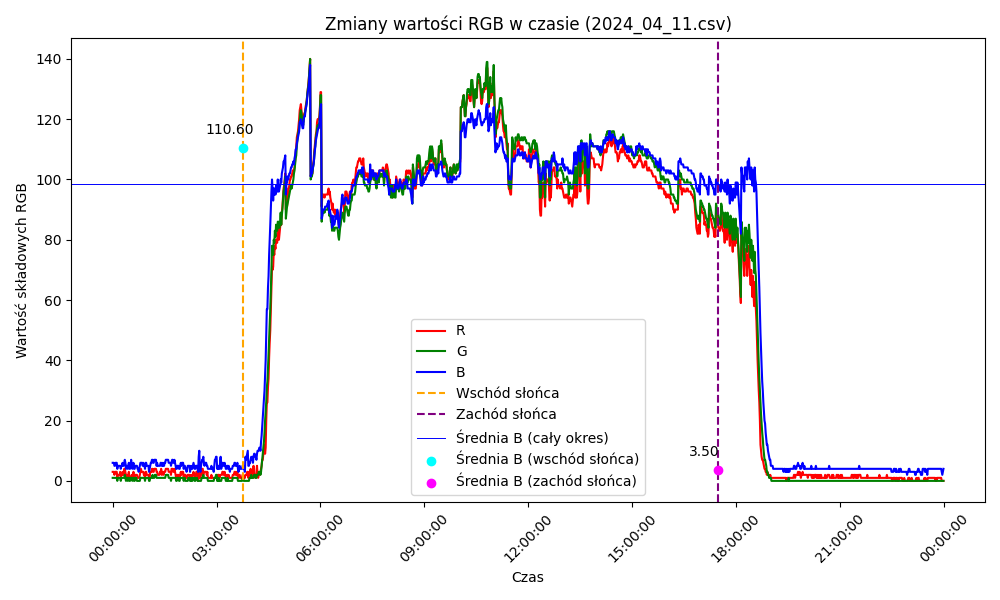 Zmiany wartości RGB w czasie (2024_04_11.csv)
Wartość składowych RGB
140
120
100
80
60
40
20
0
110.60
3.50
R
G
B
Wschód słońca
Zachód słońca
Średnia B (cały okres)
Średnia B (wschód słońca)
Średnia B (zachód słońca)
00:00:00
03:00:00
06:00:00
09:00:00
12:00:00
15:00:00
18:00:00
21:00:00
00:00:00
Czas